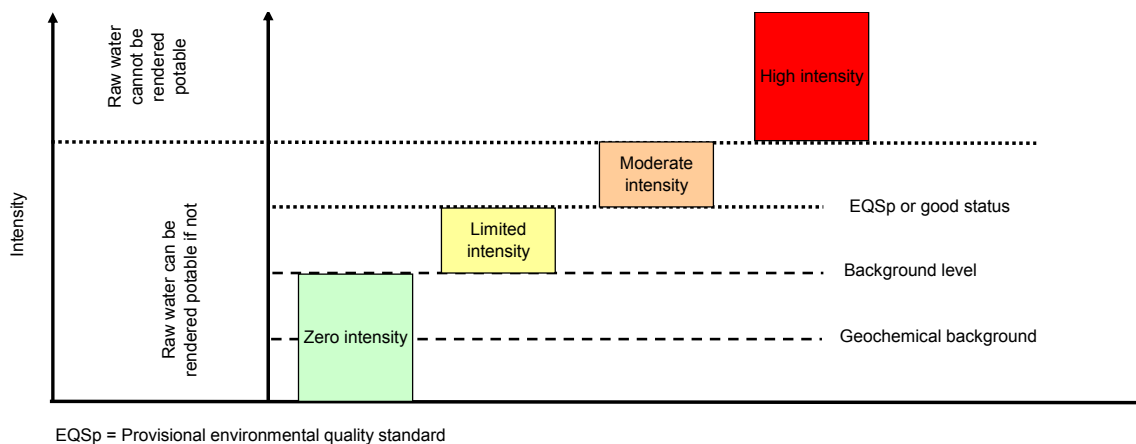 Intensity
Raw water
cannot be
rendered
potable
Raw water can be
rendered potable if not
High intensity
Moderate
intensity
EQSp or good status
Limited
intensity
Background level
Zero intensity
Geochemical background
EQSp = Provisional environmental quality standard